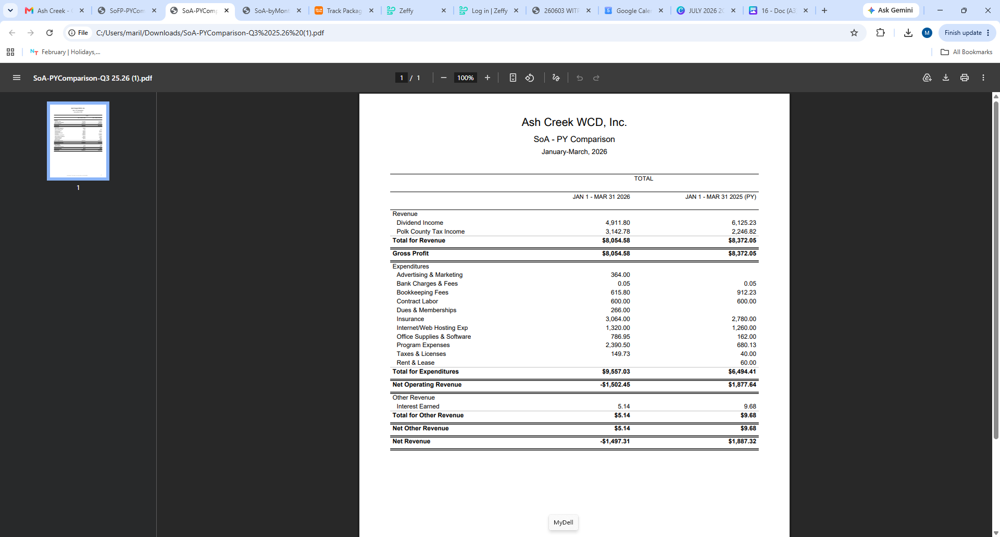 Ash Creek -
SoFP-PYCom
SoA-PYComp
SoA-byMont
Track Packag
Zeffy
Log in | Zeffy
260603 WITF
Google Cale
JULY 2026 2
16 - Doc (A3
Ask Gemini
File
C:/Users/maril/Downloads/SoA-PYComparison-Q3%2025.26%20(1).pdf
M
Finish update
February | Holidays,...
All Bookmarks
SoA-PYComparison-Q3 25.26 (1).pdf
1 / 1
100%
1
Ash Creek WCD, Inc.
SoA - PY Comparison
January-March, 2026
TOTAL
JAN 1 - MAR 31 2026 JAN 1 - MAR 31 2025 (PY)
Revenue
Dividend Income 4,911.80 6,125.23
Polk County Tax Income 3,142.78 2,246.82
Total for Revenue $8,054.58 $8,372.05
Gross Profit $8,054.58 $8,372.05
Expenditures
Advertising & Marketing 364.00
Bank Charges & Fees 0.05 0.05
Bookkeeping Fees 615.80 912.23
Contract Labor 600.00 600.00
Dues & Memberships 266.00
Insurance 3,064.00 2,780.00
Internet/Web Hosting Exp 1,320.00 1,260.00
Office Supplies & Software 786.95 162.00
Program Expenses 2,390.50 680.13
Taxes & Licenses 149.73 40.00
Rent & Lease 60.00
Total for Expenditures $9,557.03 $6,494.41
Net Operating Revenue -$1,502.45 $1,877.64
Other Revenue
Interest Earned 5.14 9.68
Total for Other Revenue $5.14 $9.68
Net Other Revenue $5.14 $9.68
Net Revenue -$1,497.31 $1,887.32
MyDell